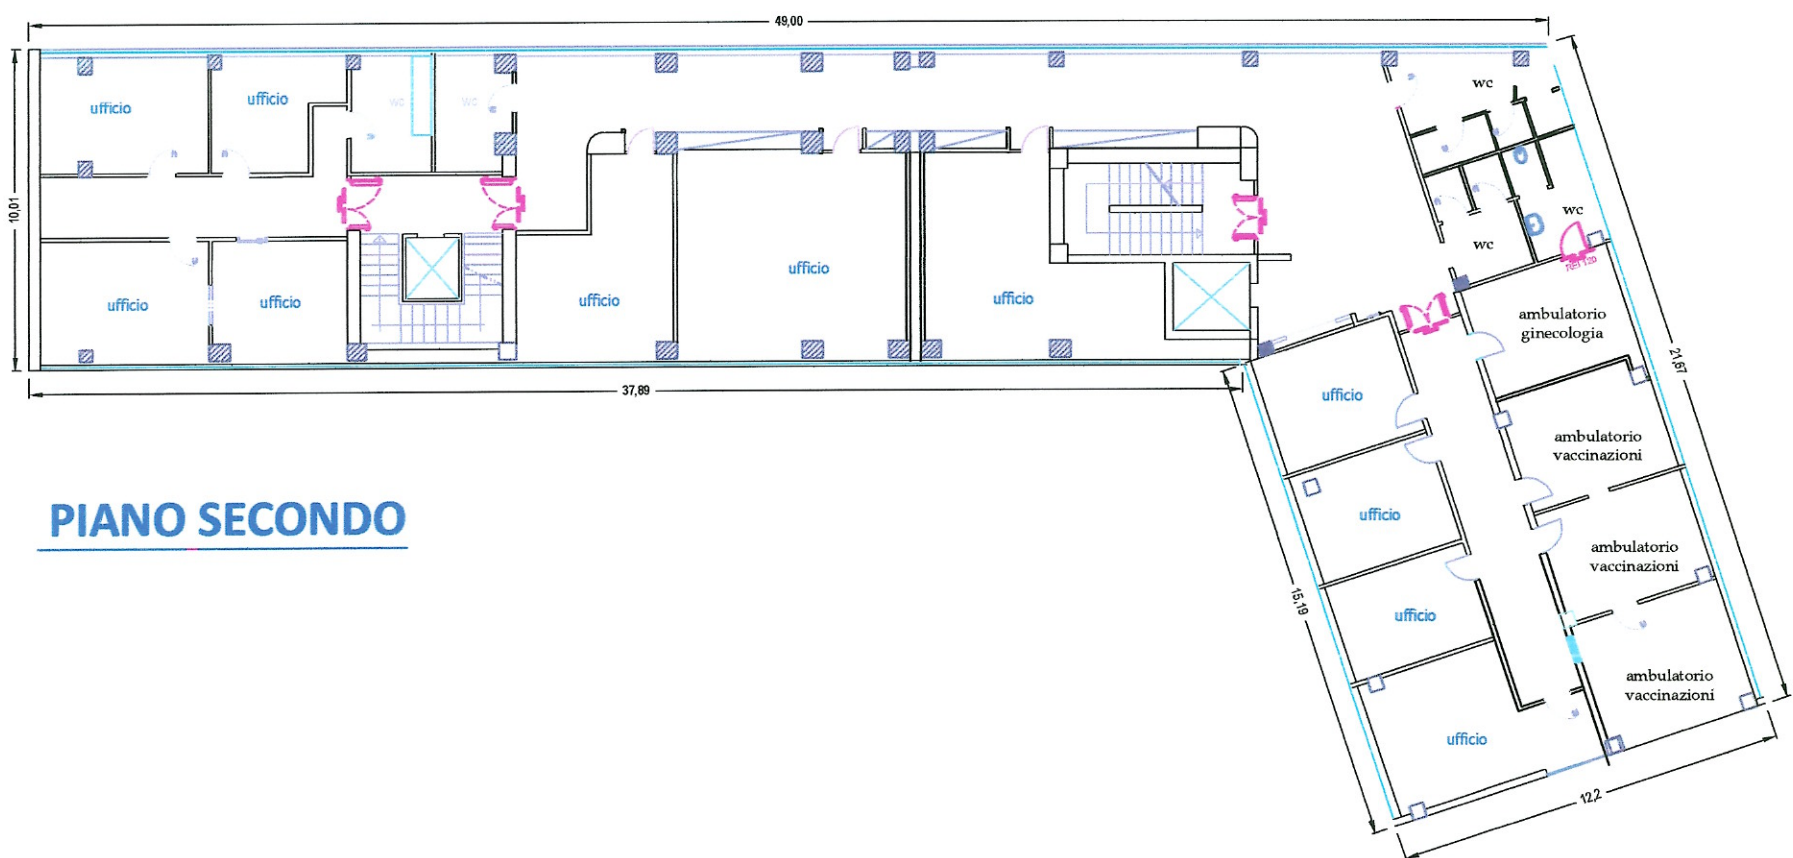 49,00
10,01
ufficio
ufficio
wc
wc
wc
wc
wc
ufficio
ufficio
ufficio
ufficio
ufficio
REI 120
ambulatorio
ginecologia
21,67
37,89
ufficio
ambulatorio
vaccinazioni
PIANO SECONDO
ufficio
ambulatorio
vaccinazioni
15,19
ufficio
ambulatorio
vaccinazioni
ufficio
12,2